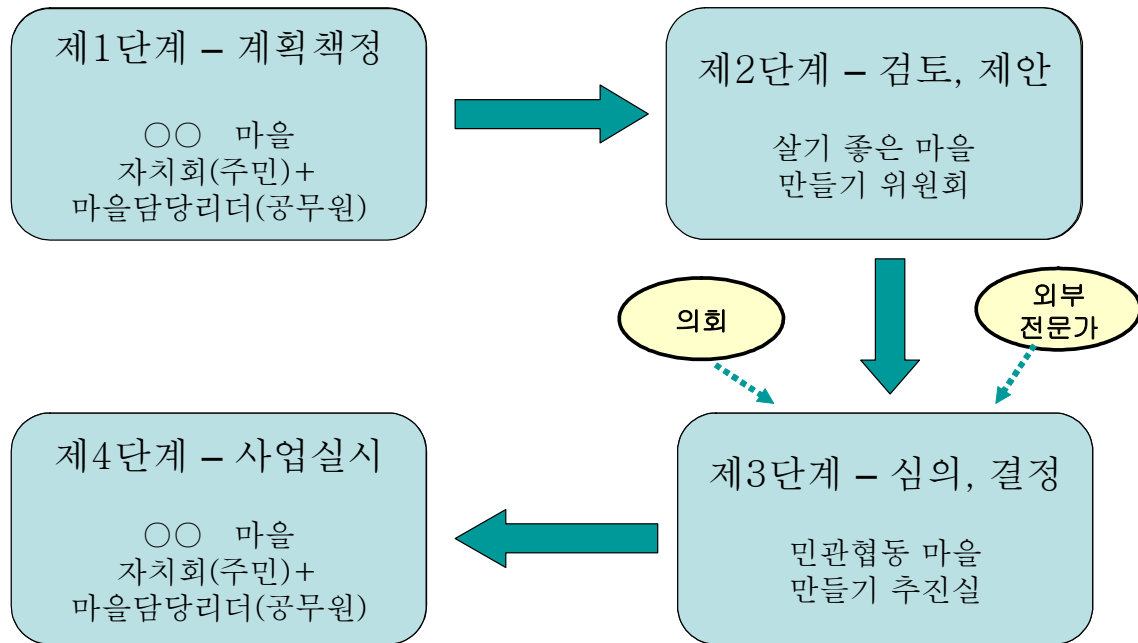 제1단계 – 계획책정
○○ 마을
자치회(주민)+
마을담당리더(공무원)
제2단계 – 검토, 제안
살기 좋은 마을
만들기 위원회
의회
외부
전문가
제3단계 – 심의, 결정
민관협동 마을
만들기 추진실
제4단계 – 사업실시
○○ 마을
자치회(주민)+
마을담당리더(공무원)